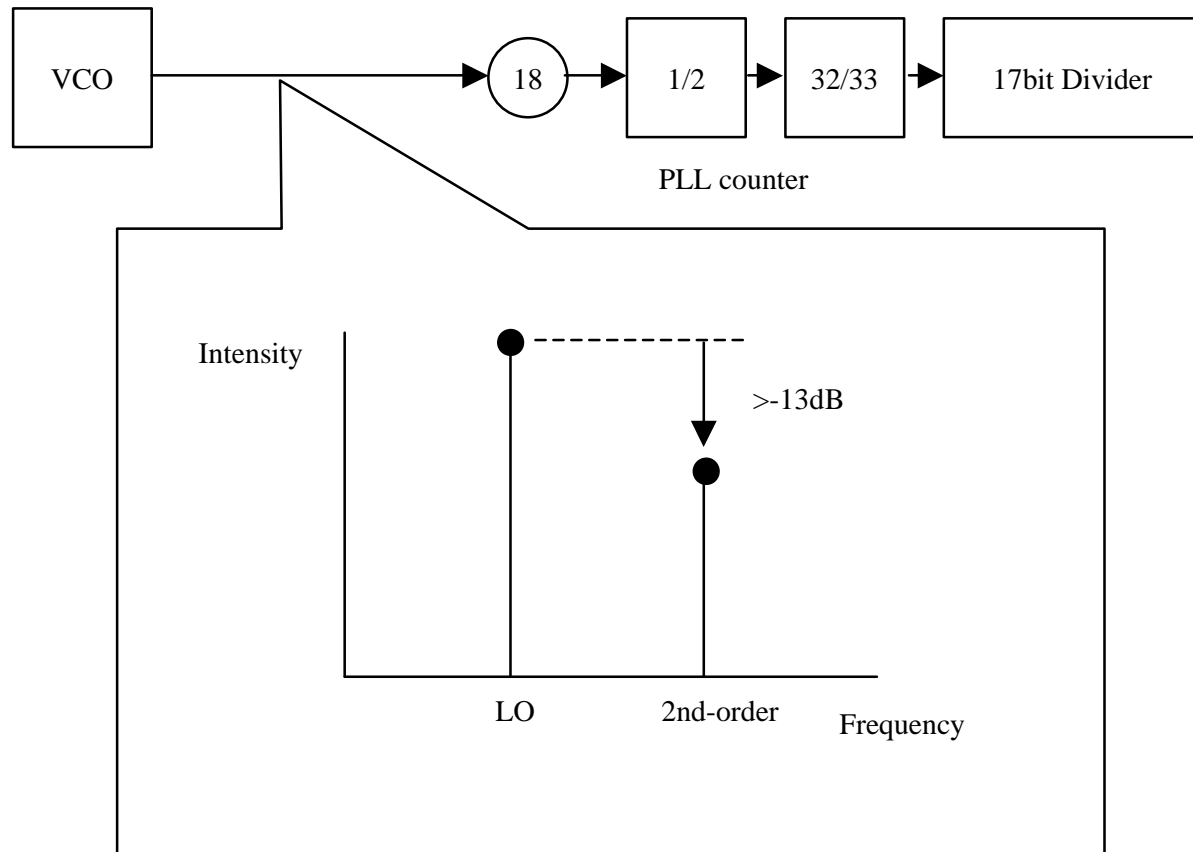 VCO
18
1/2
32/33
17bit Divider
PLL counter
Intensity
>-13dB
LO
2nd-order
Frequency